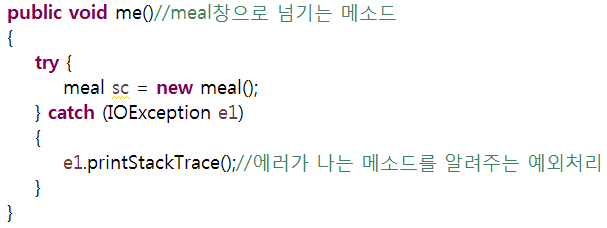 public void me()//meal창으로 넘기는 메소드
{
try {
meal sc = new meal();
} catch (IOException e1)
{
e1.printStackTrace();//에러가 나는 메소드를 알려주는 예외처리
}
}